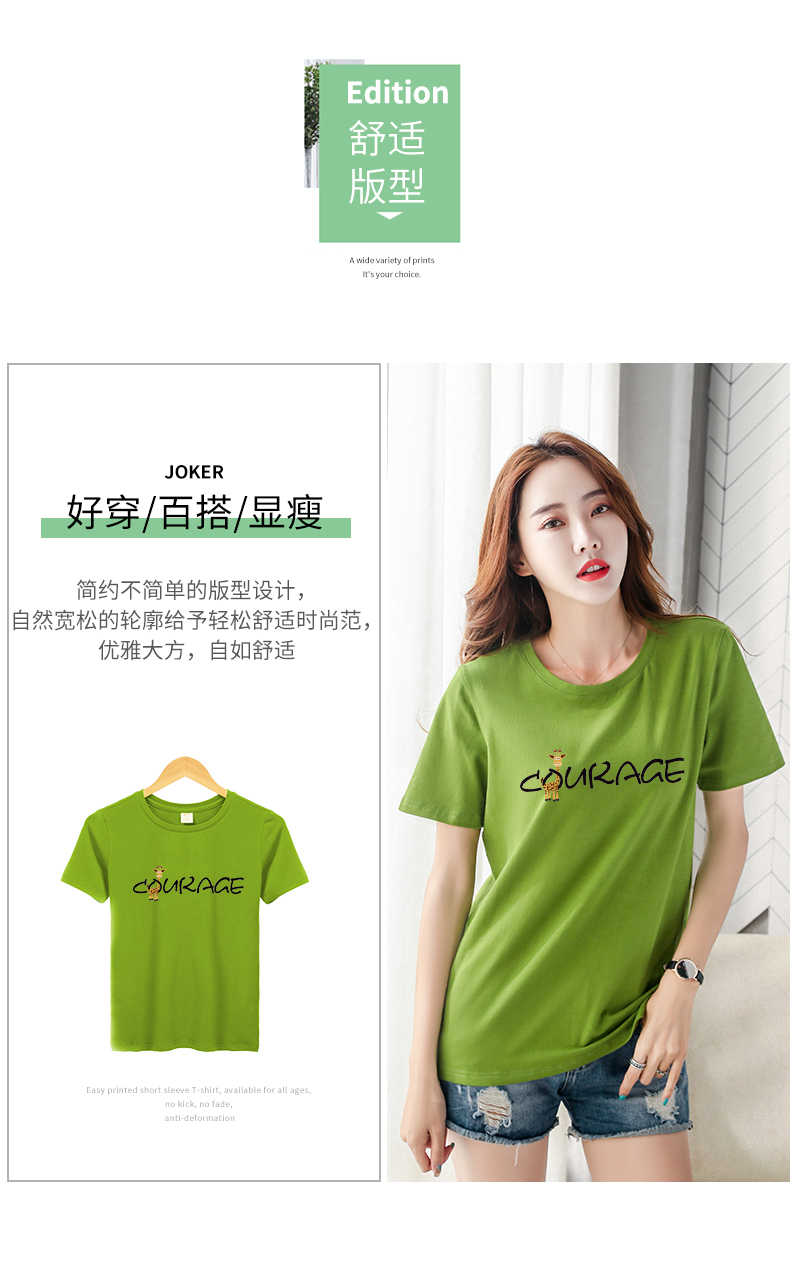 Edition
舒适
版型
A wide variety of prints
It's your choice.
JOKER
好穿/百搭/显瘦
简约不简单的版型设计，
自然宽松的轮廓给予轻松舒适时尚范，
优雅大方，自如舒适
COURAGE
COURAGE
Easy printed short sleeve T-shirt, available for all ages,
no kick, no fade,
anti-deformation